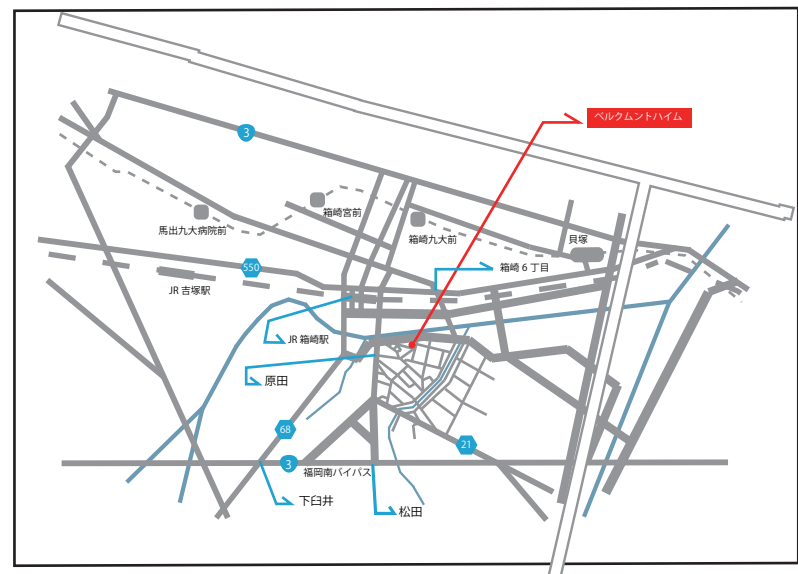 ベルクムントハイム
3
箱崎宮前
馬出九大病院前
箱崎九大前
貝塚
550
箱崎6丁目
JR 吉塚駅
JR 箱崎駅
原田
68
21
3
福岡南バイパス
下臼井
松田